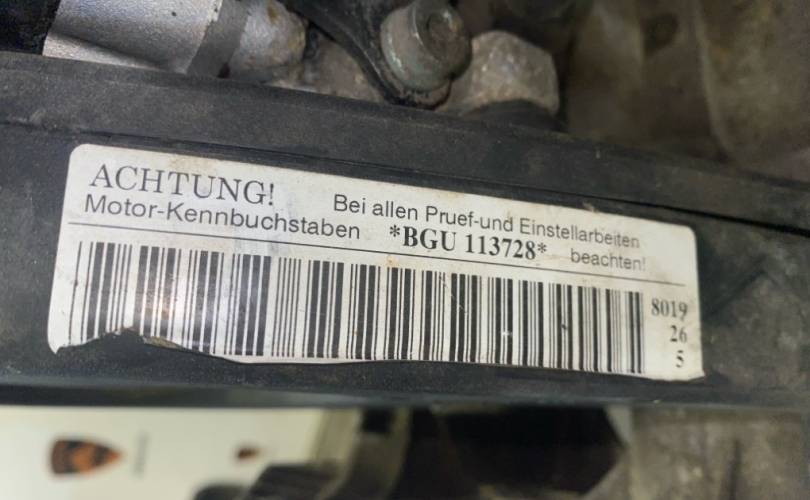 ACHTUNG! Bei allen Pruef-und Einstellarbeiten
Motor-Kennbuchstaben *BGU 113728* beachten!
8019
26
5